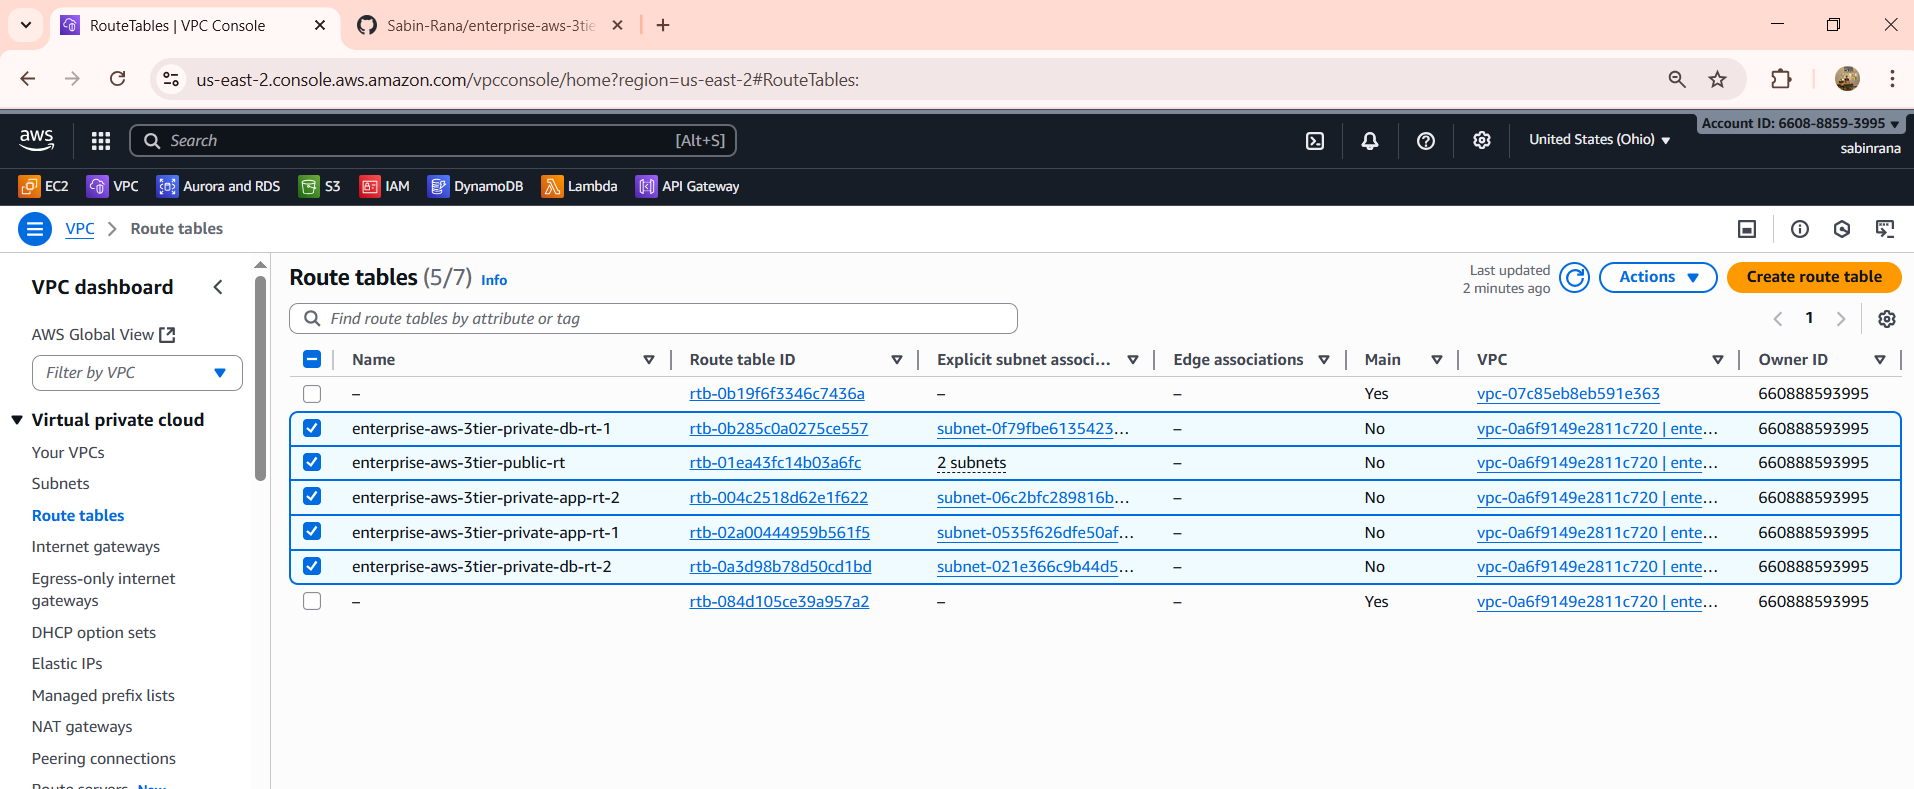 RouteTables | VPC Console
Sabin-Rana/enterprise-aws-3tie
us-east-2.console.aws.amazon.com/vpcconsole/home?region=us-east-2#RouteTables:
aws
Search
[Alt+S]
United States (Ohio)
Account ID: 6608-8859-3995
sabinrana
EC2 VPC Aurora and RDS S3 IAM DynamoDB Lambda API Gateway
VPC Route tables
VPC dashboard
AWS Global View
Filter by VPC
Virtual private cloud
Your VPCs
Subnets
Route tables
Internet gateways
Egress-only internet
gateways
DHCP option sets
Elastic IPs
Managed prefix lists
NAT gateways
Peering connections
Route servers New
Route tables (5/7) Info
Last updated
2 minutes ago
Actions
Create route table
Find route tables by attribute or tag
1
Name Route table ID Explicit subnet associ... Edge associations Main VPC Owner ID
– rtb-0b19f6f3346c7436a – – Yes vpc-07c85eb8eb591e363 660888593995
enterprise-aws-3tier-private-db-rt-1 rtb-0b285c0a0275ce557 subnet-0f79fbe6135423... – No vpc-0a6f9149e2811c720 | ente... 660888593995
enterprise-aws-3tier-public-rt rtb-01ea43fc14b03a6fc 2 subnets – No vpc-0a6f9149e2811c720 | ente... 660888593995
enterprise-aws-3tier-private-app-rt-2 rtb-004c2518d62e1f622 subnet-06c2bfc289816b... – No vpc-0a6f9149e2811c720 | ente... 660888593995
enterprise-aws-3tier-private-app-rt-1 rtb-02a00444959b561f5 subnet-0535f626dfe50af... – No vpc-0a6f9149e2811c720 | ente... 660888593995
enterprise-aws-3tier-private-db-rt-2 rtb-0a3d98b78d50cd1bd subnet-021e366c9b44d5... – No vpc-0a6f9149e2811c720 | ente... 660888593995
– rtb-084d105ce39a957a2 – – Yes vpc-0a6f9149e2811c720 | ente... 660888593995